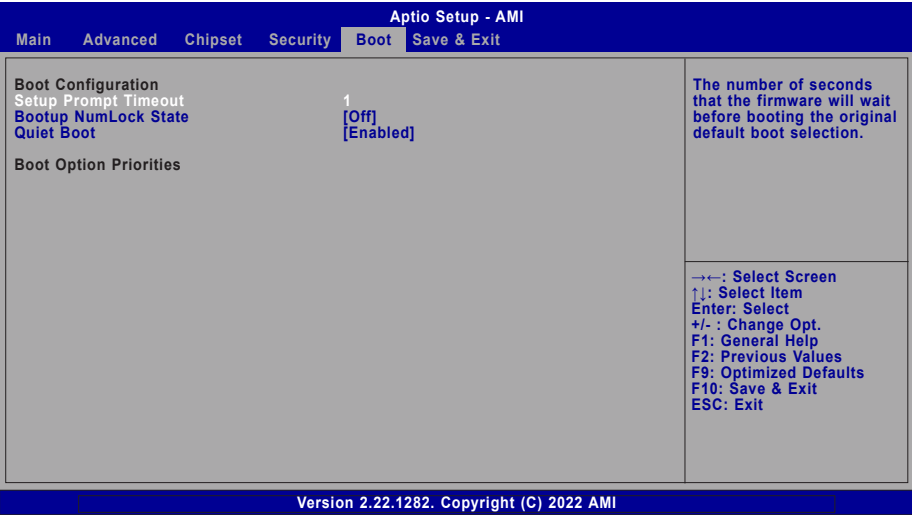 Aptio Setup - AMI
Main Advanced Chipset Security Boot Save & Exit
Boot Configuration
Setup Prompt Timeout 1
Bootup NumLock State [Off]
Quiet Boot [Enabled]
Boot Option Priorities
The number of seconds
that the firmware will wait
before booting the original
default boot selection.
→←: Select Screen
↑↓: Select Item
Enter: Select
+/- : Change Opt.
F1: General Help
F2: Previous Values
F9: Optimized Defaults
F10: Save & Exit
ESC: Exit
Version 2.22.1282. Copyright (C) 2022 AMI